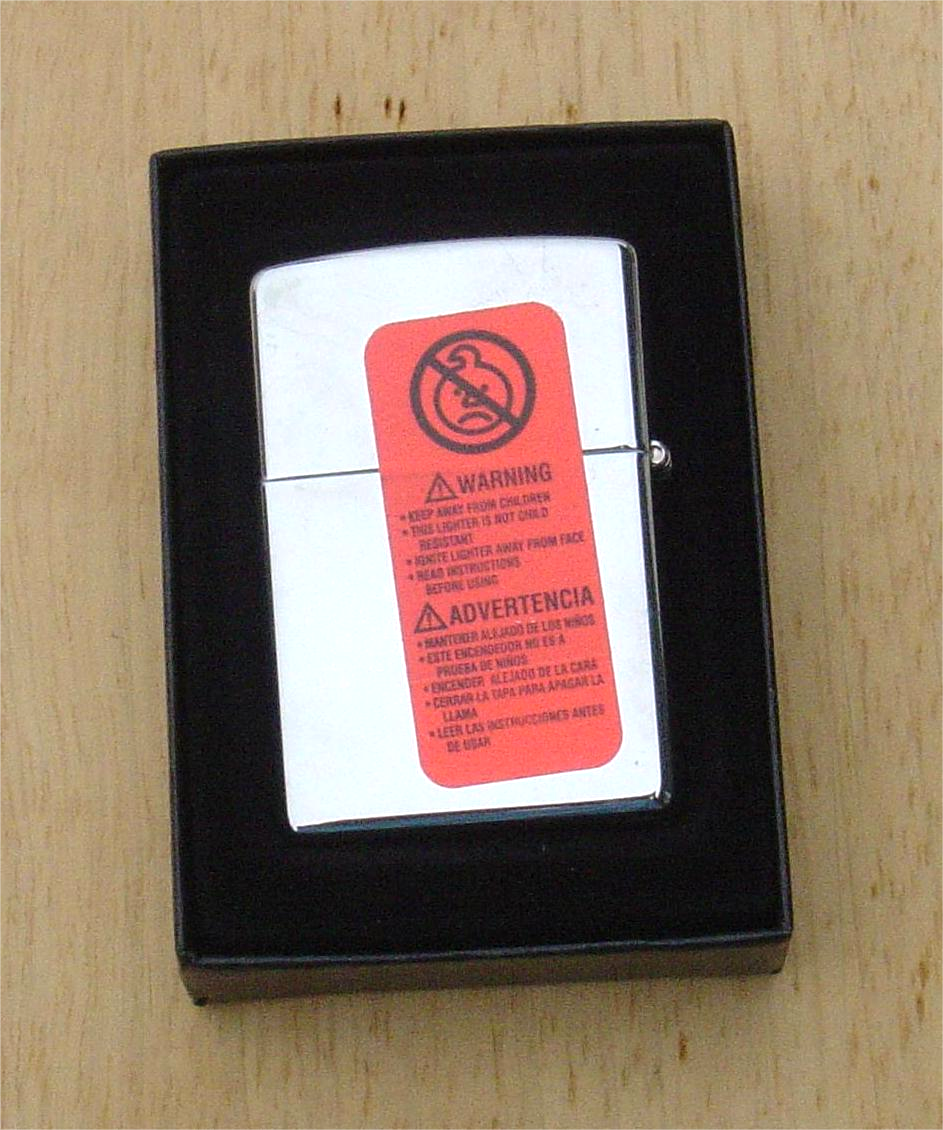 WARNING
• KEEP AWAY FROM CHILDREN
• THIS LIGHTER IS NOT CHILD
RESISTANT
• IGNITE LIGHTER AWAY FROM FACE
• READ INSTRUCTIONS
BEFORE USING
ADVERTENCIA
• MANTENER ALEJADO DE LOS NIÑOS
• ESTE ENCENDEDOR NO ES A
PRUEBA DE NIÑOS
• ENCENDER ALEJADO DE LA CARA
• CERRAR LA TAPA PARA APAGAR LA
LLAMA
• LEER LAS INSTRUCCIONES ANTES
DE USAR